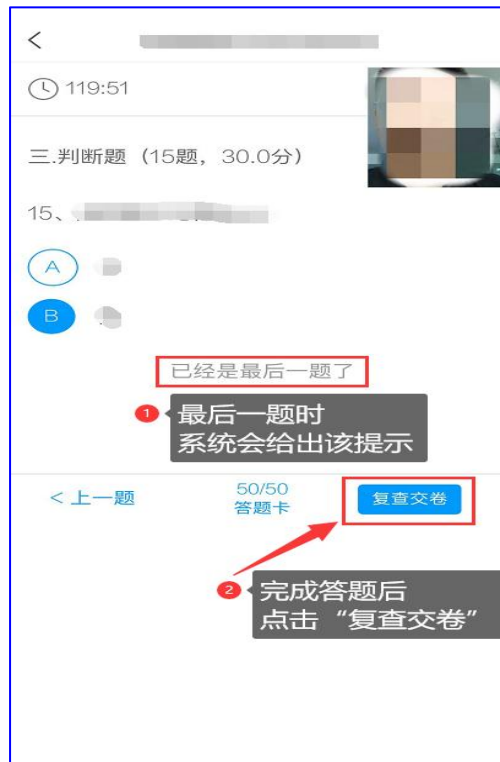 <
119:51
三.判断题（15题，30.0分）
15、
A
B
已经是最后一题了
1 最后一题时
系统会给出该提示
< 上一题
50/50
答题卡
复查交卷
2 完成答题后
点击“复查交卷”